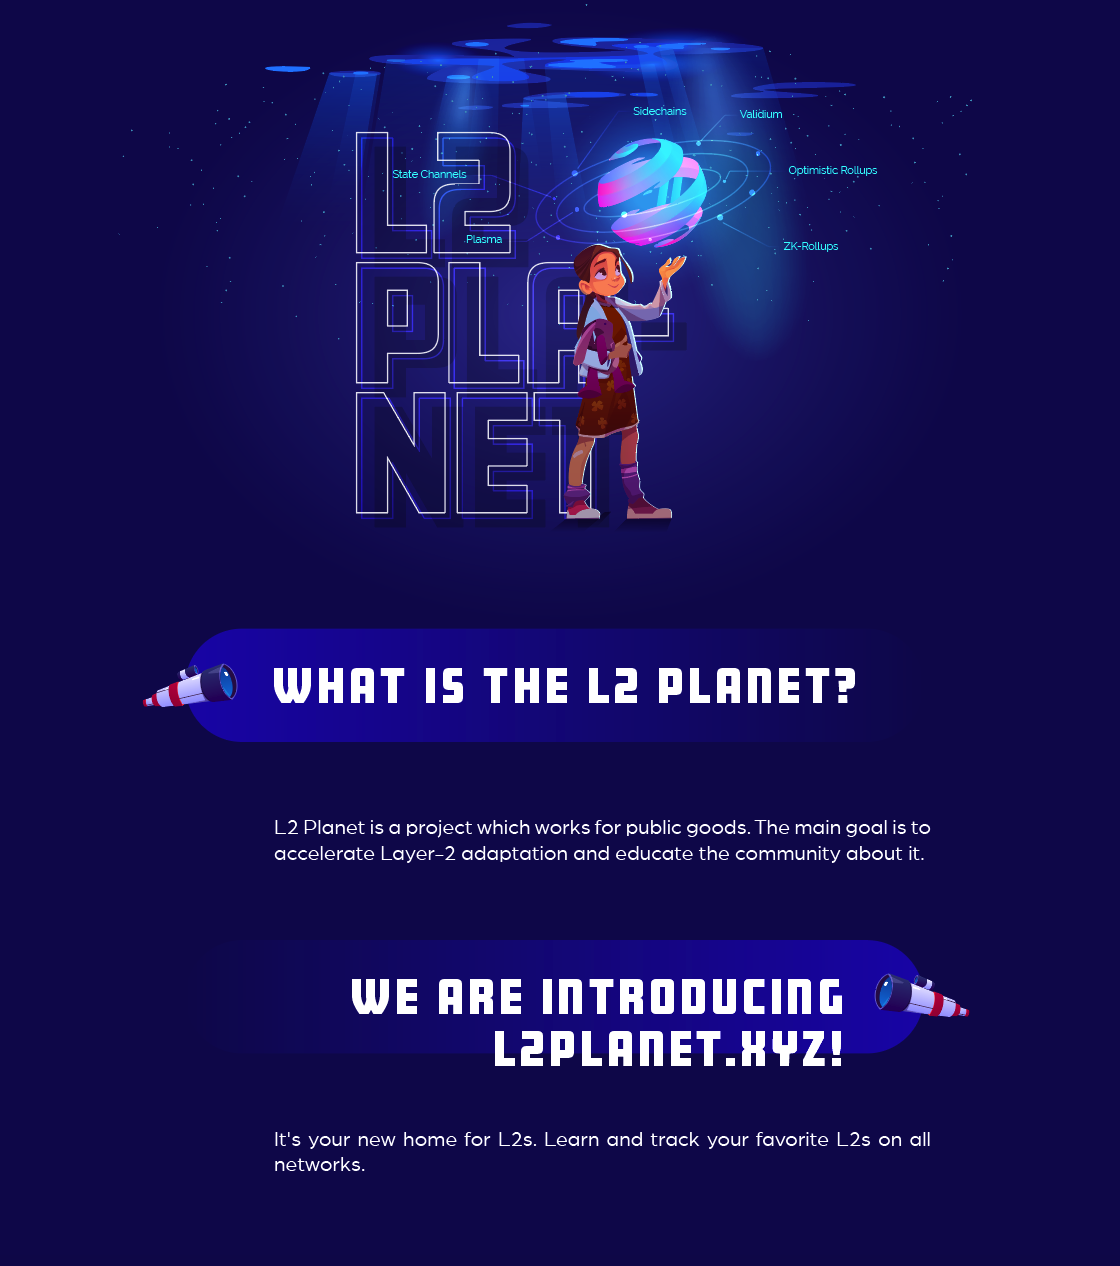 Sidechains
Validium
L2
State Channels
Optimistic Rollups
Plasma
ZK-Rollups
PLA-
NET
WHAT IS THE L2 PLANET?
L2 Planet is a project which works for public goods. The main goal is to
accelerate Layer-2 adaptation and educate the community about it.
WE ARE INTRODUCING
L2PLANET.XYZ!
It's your new home for L2s. Learn and track your favorite L2s on all
networks.